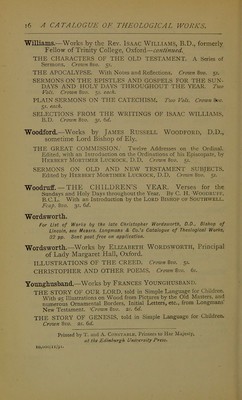 16 A CATALOGUE OF THEOLOGICAL WORKS.
Williams.—Works by the Rev. ISAAC WILLIAMS, B.D., formerly
Fellow of Trinity College, Oxford—continued.
THE CHARACTERS OF THE OLD TESTAMENT. A Series of
Sermons. Crown 8vo. 5s.
THE APOCALYPSE. With Notes and Reflections. Crown 8vo. 5s.
SERMONS ON THE EPISTLES AND GOSPELS FOR THE SUN-
DAYS AND HOLY DAYS THROUGHOUT THE YEAR. Two
Vols. Crown 8vo. 5s. each.
PLAIN SERMONS ON THE CATECHISM. Two Vols. Crown 8vo.
5s. each.
SELECTIONS FROM THE WRITINGS OF ISAAC WILLIAMS,
B.D. Crown 8vo. 3s. 6d.
Woodford.—Works by JAMES RUSSELL WOODFORD, D.D.,
sometime Lord Bishop of Ely.
THE GREAT COMMISSION. Twelve Addresses on the Ordinal.
Edited, with an Introduction on the Ordinations of his Episcopate, by
HERBERT MORTIMER LUCKOCK, D.D. Crown 8vo. 5s.
SERMONS ON OLD AND NEW TESTAMENT SUBJECTS.
Edited by HERBERT MORTIMER LUCKOCK, D.D. Crown 8vo. 5s.
Woodruff.—THE CHILDREN'S YEAR. Verses for the
Sundays and Holy Days throughout the Year. By C. H. WOODRUFF,
B.C.L. With an Introduction by the LORD BISHOP OF SOUTHWELL.
Fcap. 8vo. 3s. 6d.
Wordsworth.
For List of Works by the late Christopher Wordsworth, D.D., Bishop of
Lincoln, see Messrs. Longmans & Co.'s Catalogue of Theological Works,
32 pp. Sent post free on application.
Wordsworth.—Works by ELIZABETH WORDSWORTH, Principal
of Lady Margaret Hall, Oxford.
ILLUSTRATIONS OF THE CREED. Crown 8vo. 5s.
CHRISTOPHER AND OTHER POEMS. Crown 8vo. 6s.
Younghusband.—Works by FRANCES YOUNGHUSBAND.
THE STORY OF OUR LORD, told in Simple Language for Children.
With 25 Illustrations on Wood from Pictures by the Old Masters, and
numerous Ornamental Borders, Initial Letters, etc., from Longmans'
New Testament. Crown 8vo. 2s. 6d.
THE STORY OF GENESIS, told in Simple Language for Children.
Crown 8vo. 2s. 6d.
Printed by T. and A. CONSTABLE, Printers to Her Majesty,
at the Edinburgh University Press.